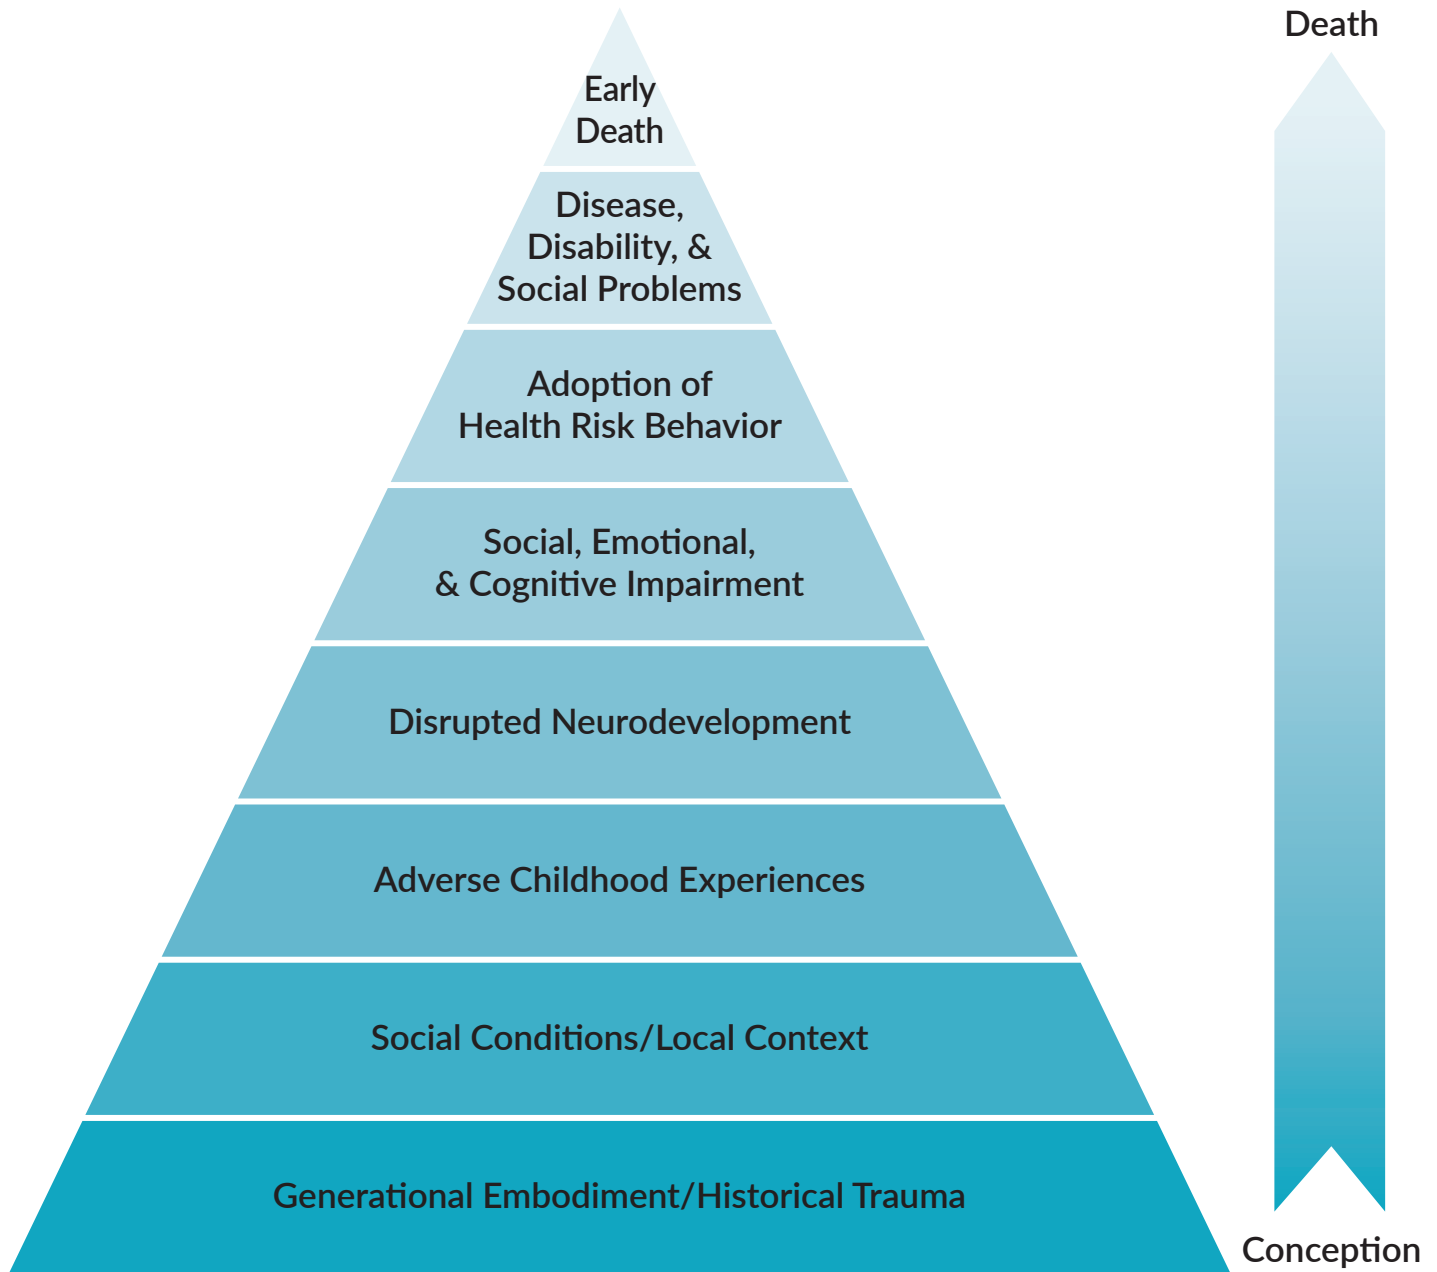 Death
Early
Death
Disease,
Disability, &
Social Problems
Adoption of
Health Risk Behavior
Social, Emotional,
& Cognitive Impairment
Disrupted Neurodevelopment
Adverse Childhood Experiences
Social Conditions/Local Context
Generational Embodiment/Historical Trauma
Conception